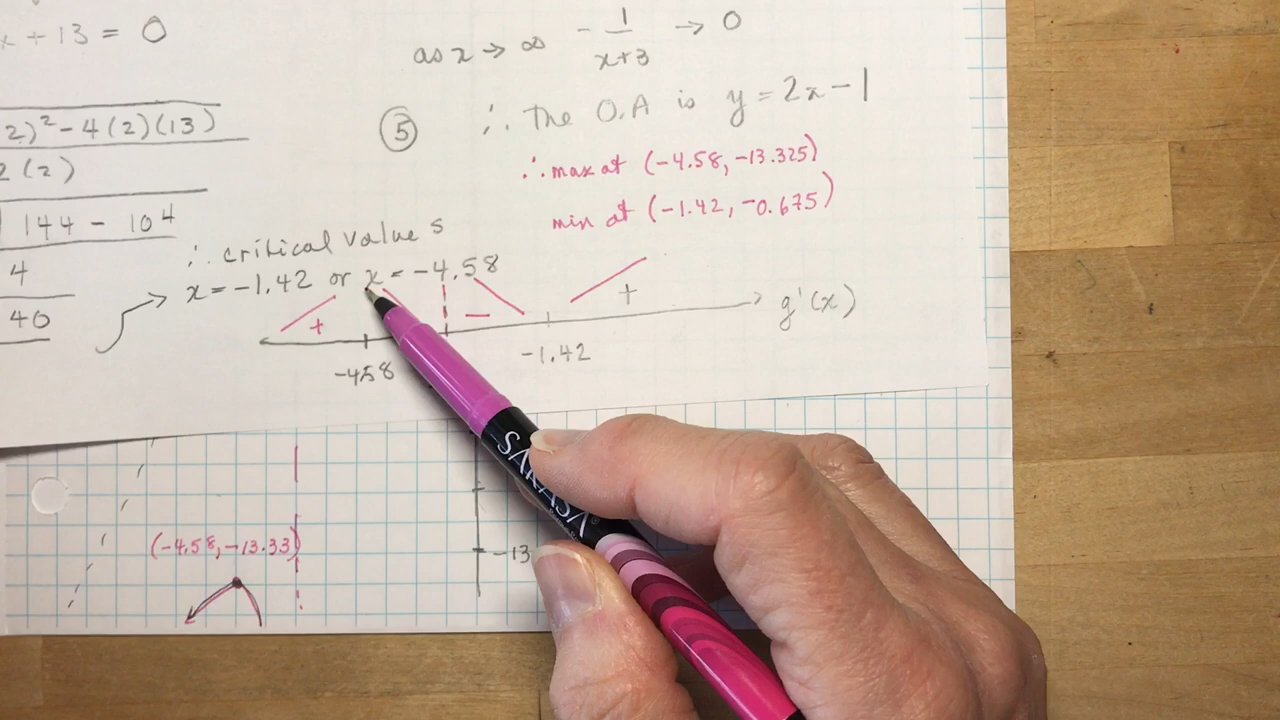 x + 13 = 0
2)² - 4(2)(13)
2(2)
144 - 104
4
40
as x → ∞ - 1/(x+3) → 0
⑤ ∴ the O.A is y = 2x - 1
∴ max at (-4.58, -13.325)
min at (-1.42, -0.675)
∴ critical values
x = -1.42 or x = -4.58
+ - + g'(x)
-4.58 -1.42
(-4.58, -13.33)
-13
SARASA